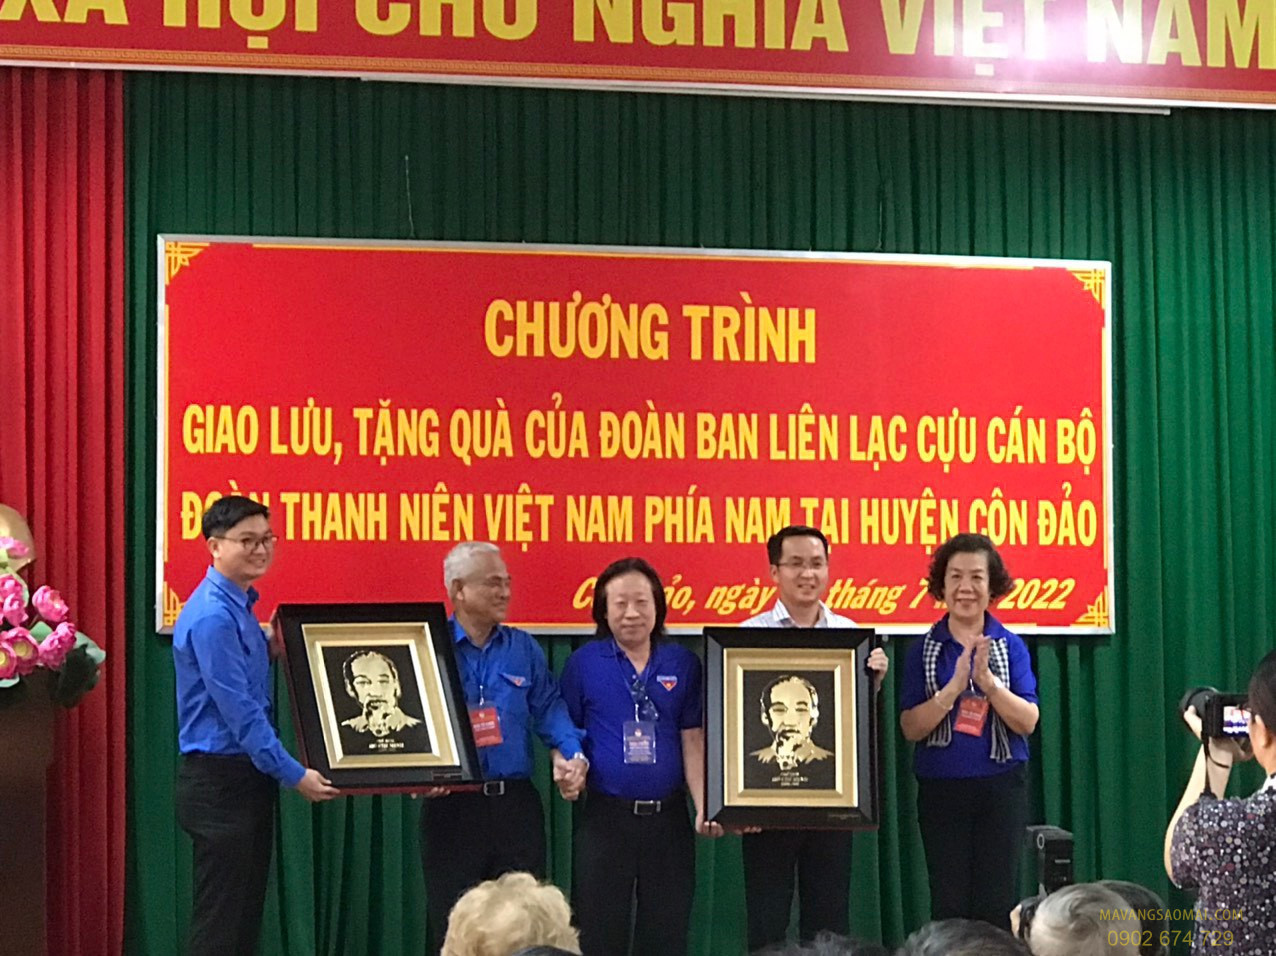 XÃ HỘI CHỦ NGHĨA VIỆT NAM
CHƯƠNG TRÌNH
GIAO LƯU, TẶNG QUÀ CỦA ĐOÀN BAN LIÊN LẠC CỰU CÁN BỘ
ĐOÀN THANH NIÊN VIỆT NAM PHÍA NAM TẠI HUYỆN CÔN ĐẢO
ngày tháng 7 2022
MAVANGSAOMAI.COM
0902 674 729